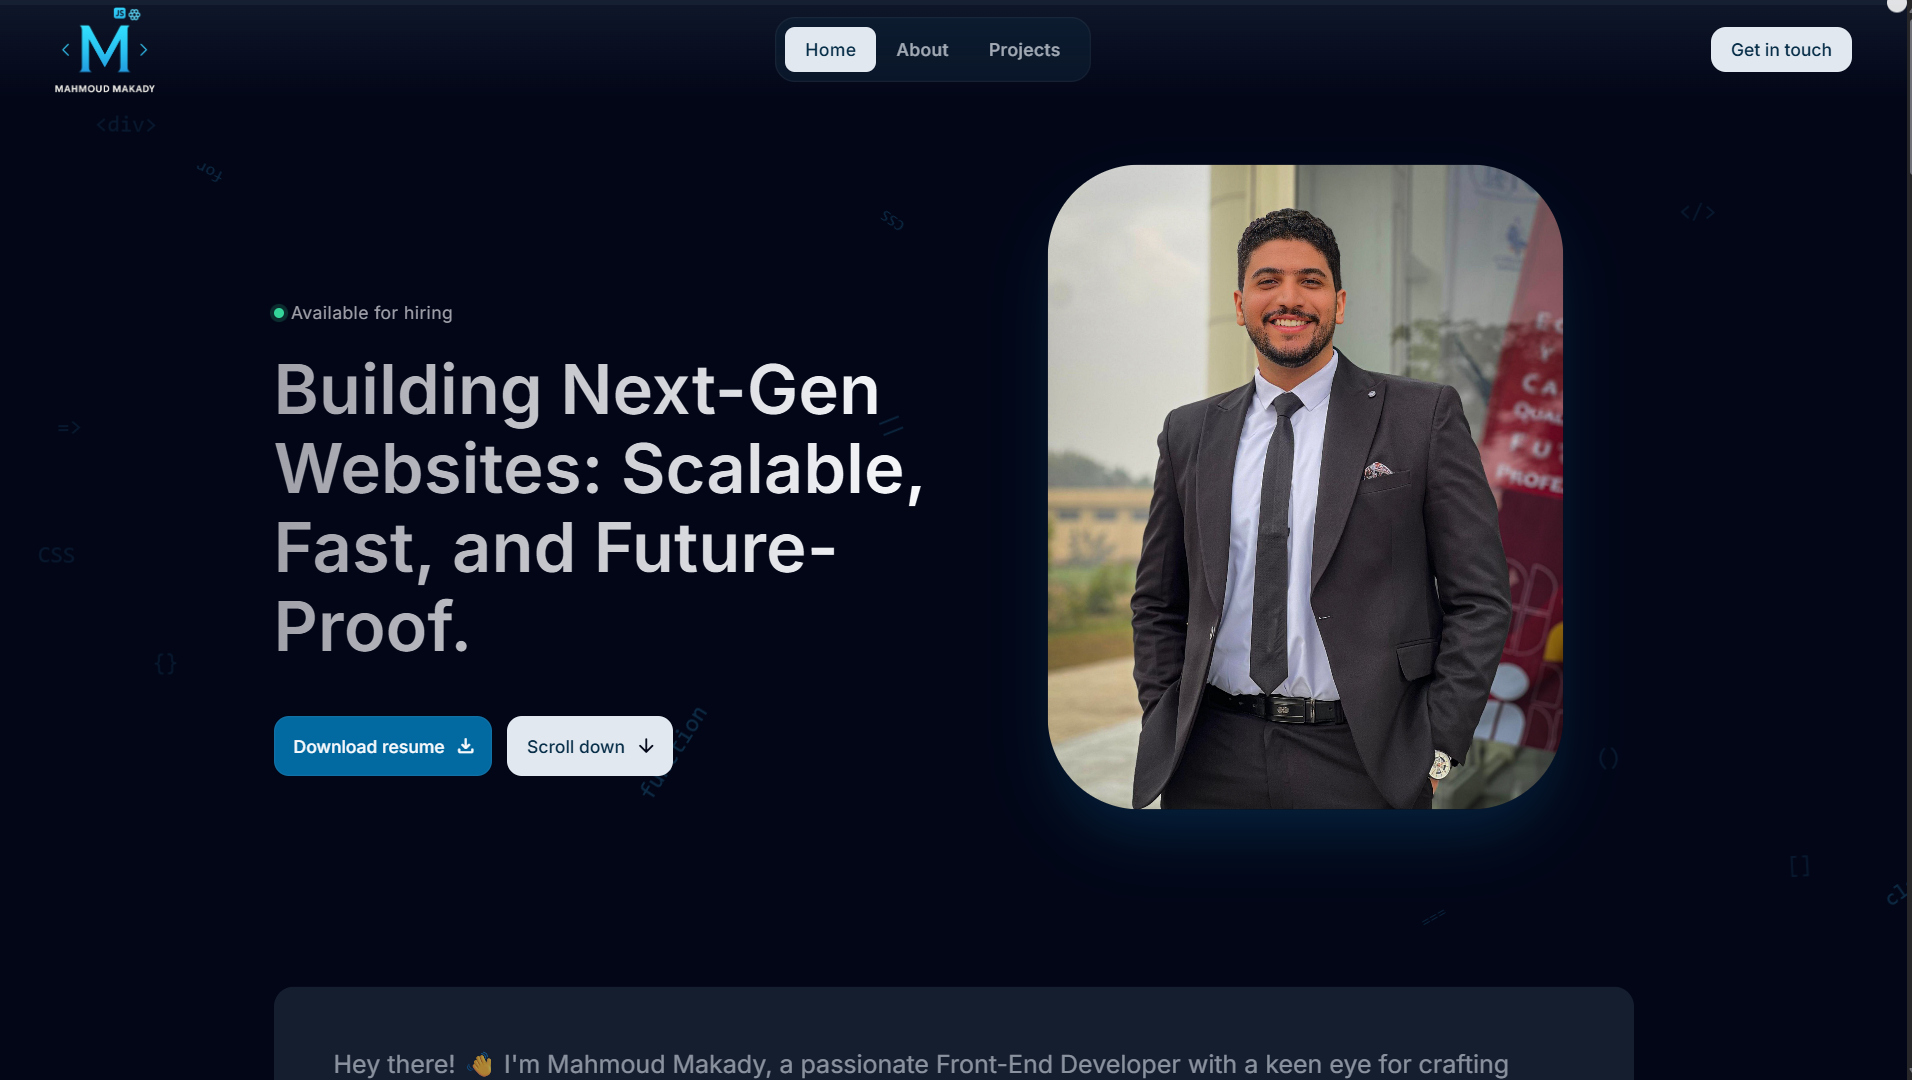 JS
M
MAHMOUD MAKADY
Home
About
Projects
Get in touch
<div>
for
css
</>
Available for hiring
Building Next-Gen
Websites: Scalable,
Fast, and Future-
Proof.
=>
CSS
{}
Download resume
Scroll down
()
[]
==
Hey there! 👋 I'm Mahmoud Makady, a passionate Front-End Developer with a keen eye for crafting